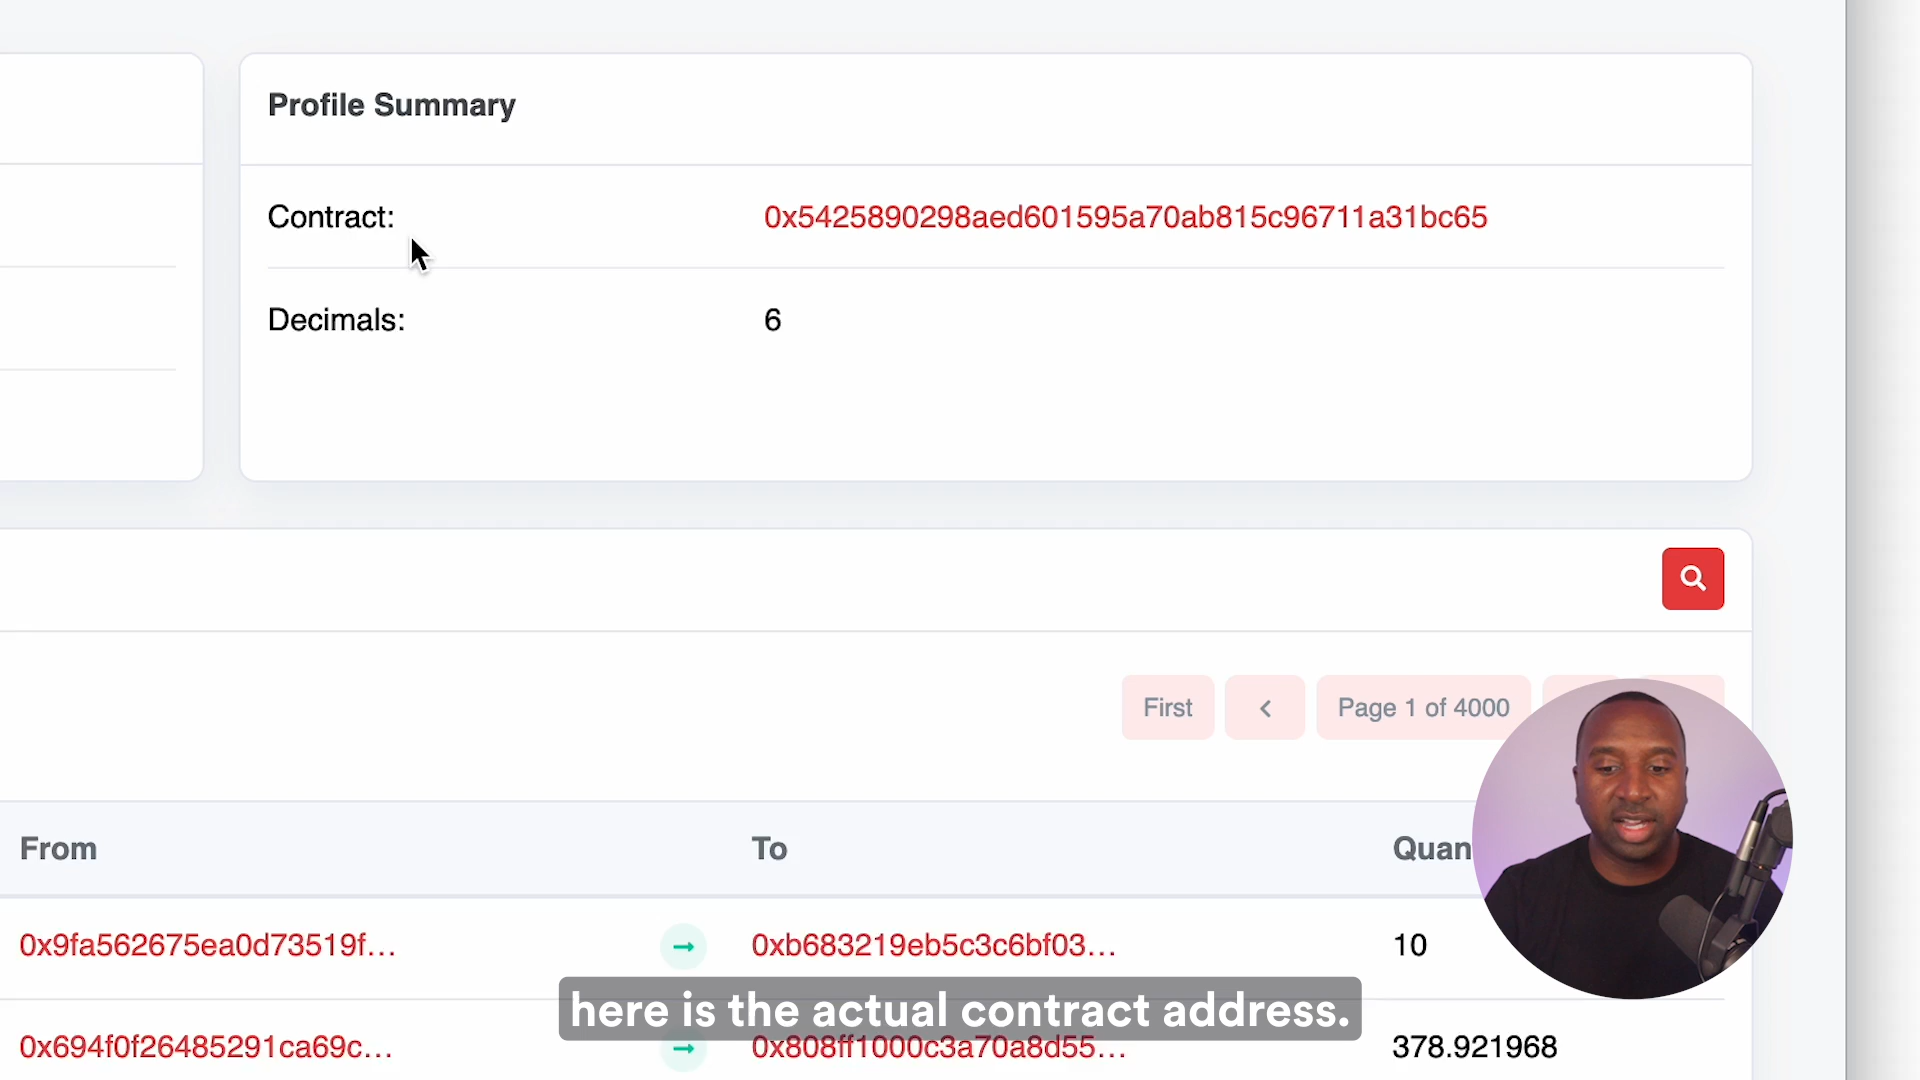 Profile Summary
Contract: 0x5425890298aed601595a70ab815c96711a31bc65
Decimals: 6
First
Page 1 of 4000
From To Quan
0x9fa562675ea0d73519f... 0xb683219eb5c3c6bf03... 10
here is the actual contract address.
0x694f0f26485291ca69c... 0x808ff1000c3a70a8d55... 378.921968